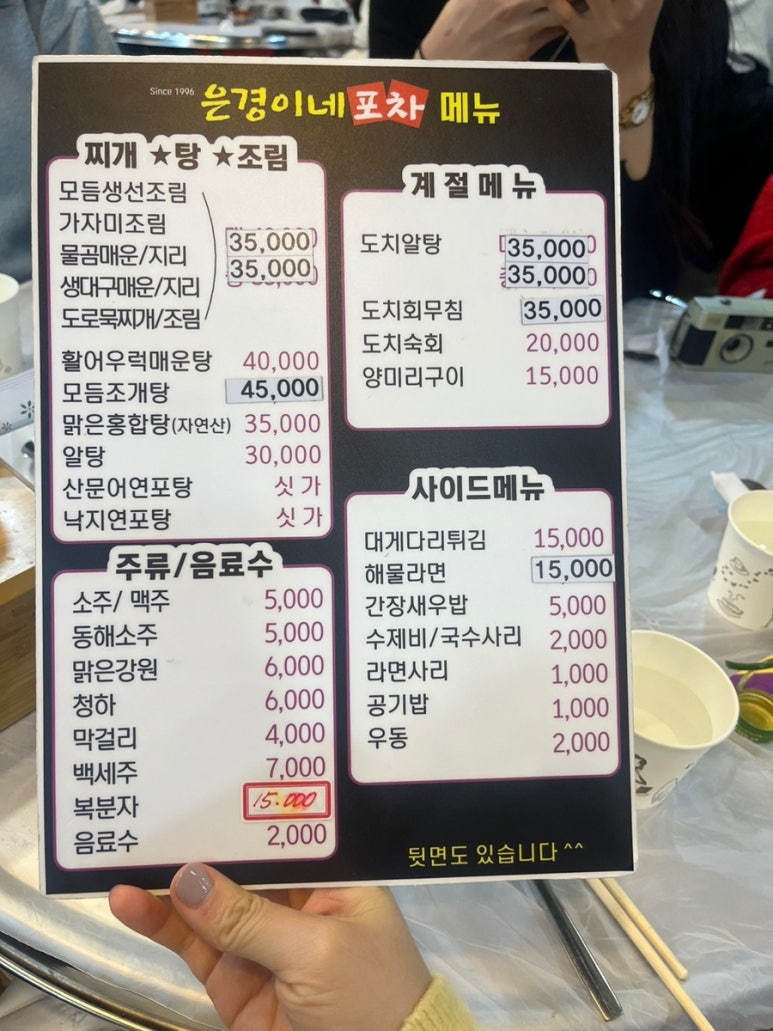 Since 1996 은경이네 포차 메뉴
찌개 ★탕 ★조림
모듬생선조림
가자미조림
물곰매운/지리
생대구매운/지리
도로묵찌개/조림
35,000
35,000
활어우럭매운탕 40,000
모듬조개탕 45,000
맑은홍합탕(자연산) 35,000
알탕 30,000
산문어연포탕 싯가
낙지연포탕 싯가
주류/음료수
소주/ 맥주 5,000
동해소주 5,000
맑은강원 6,000
청하 6,000
막걸리 4,000
백세주 7,000
복분자 15.000
음료수 2,000
계절메뉴
도치알탕 35,000
35,000
도치회무침 35,000
도치숙회 20,000
양미리구이 15,000
사이드메뉴
대게다리튀김 15,000
해물라면 15,000
간장새우밥 5,000
수제비/국수사리 2,000
라면사리 1,000
공기밥 1,000
우동 2,000
뒷면도 있습니다^^